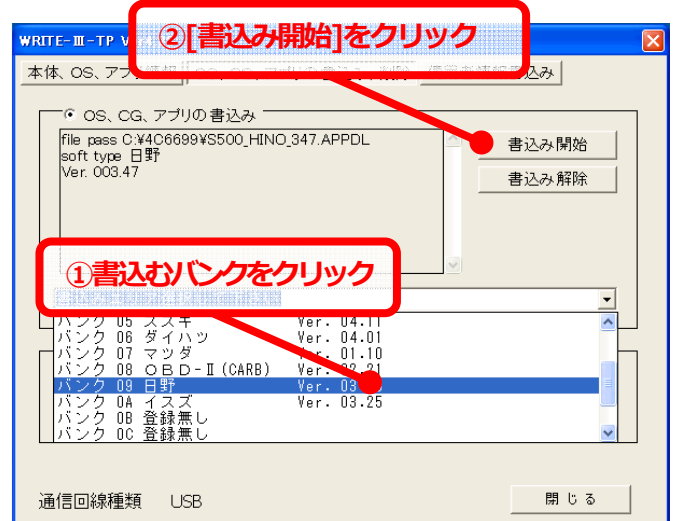 WRITE-Ⅲ-TP
②[書込み開始]をクリック
本体、OS、アプリ
込み
OS、CG、アプリの書込み
file pass C:¥4C6699¥S500_HINO_347.APPDL
soft type 日野
Ver. 003.47
書込み開始
書込み解除
①書込むバンクをクリック
バンク 05 スズキ Ver. 04.11
バンク 06 ダイハツ Ver. 04.01
バンク 07 マツダ Ver. 01.10
バンク 08 OBD-Ⅱ(CARB) Ver.
バンク 09 日野 Ver. 03
バンク 0A イスズ Ver. 03.25
バンク 0B 登録無し
バンク 0C 登録無し
通信回線種類 USB
閉じる